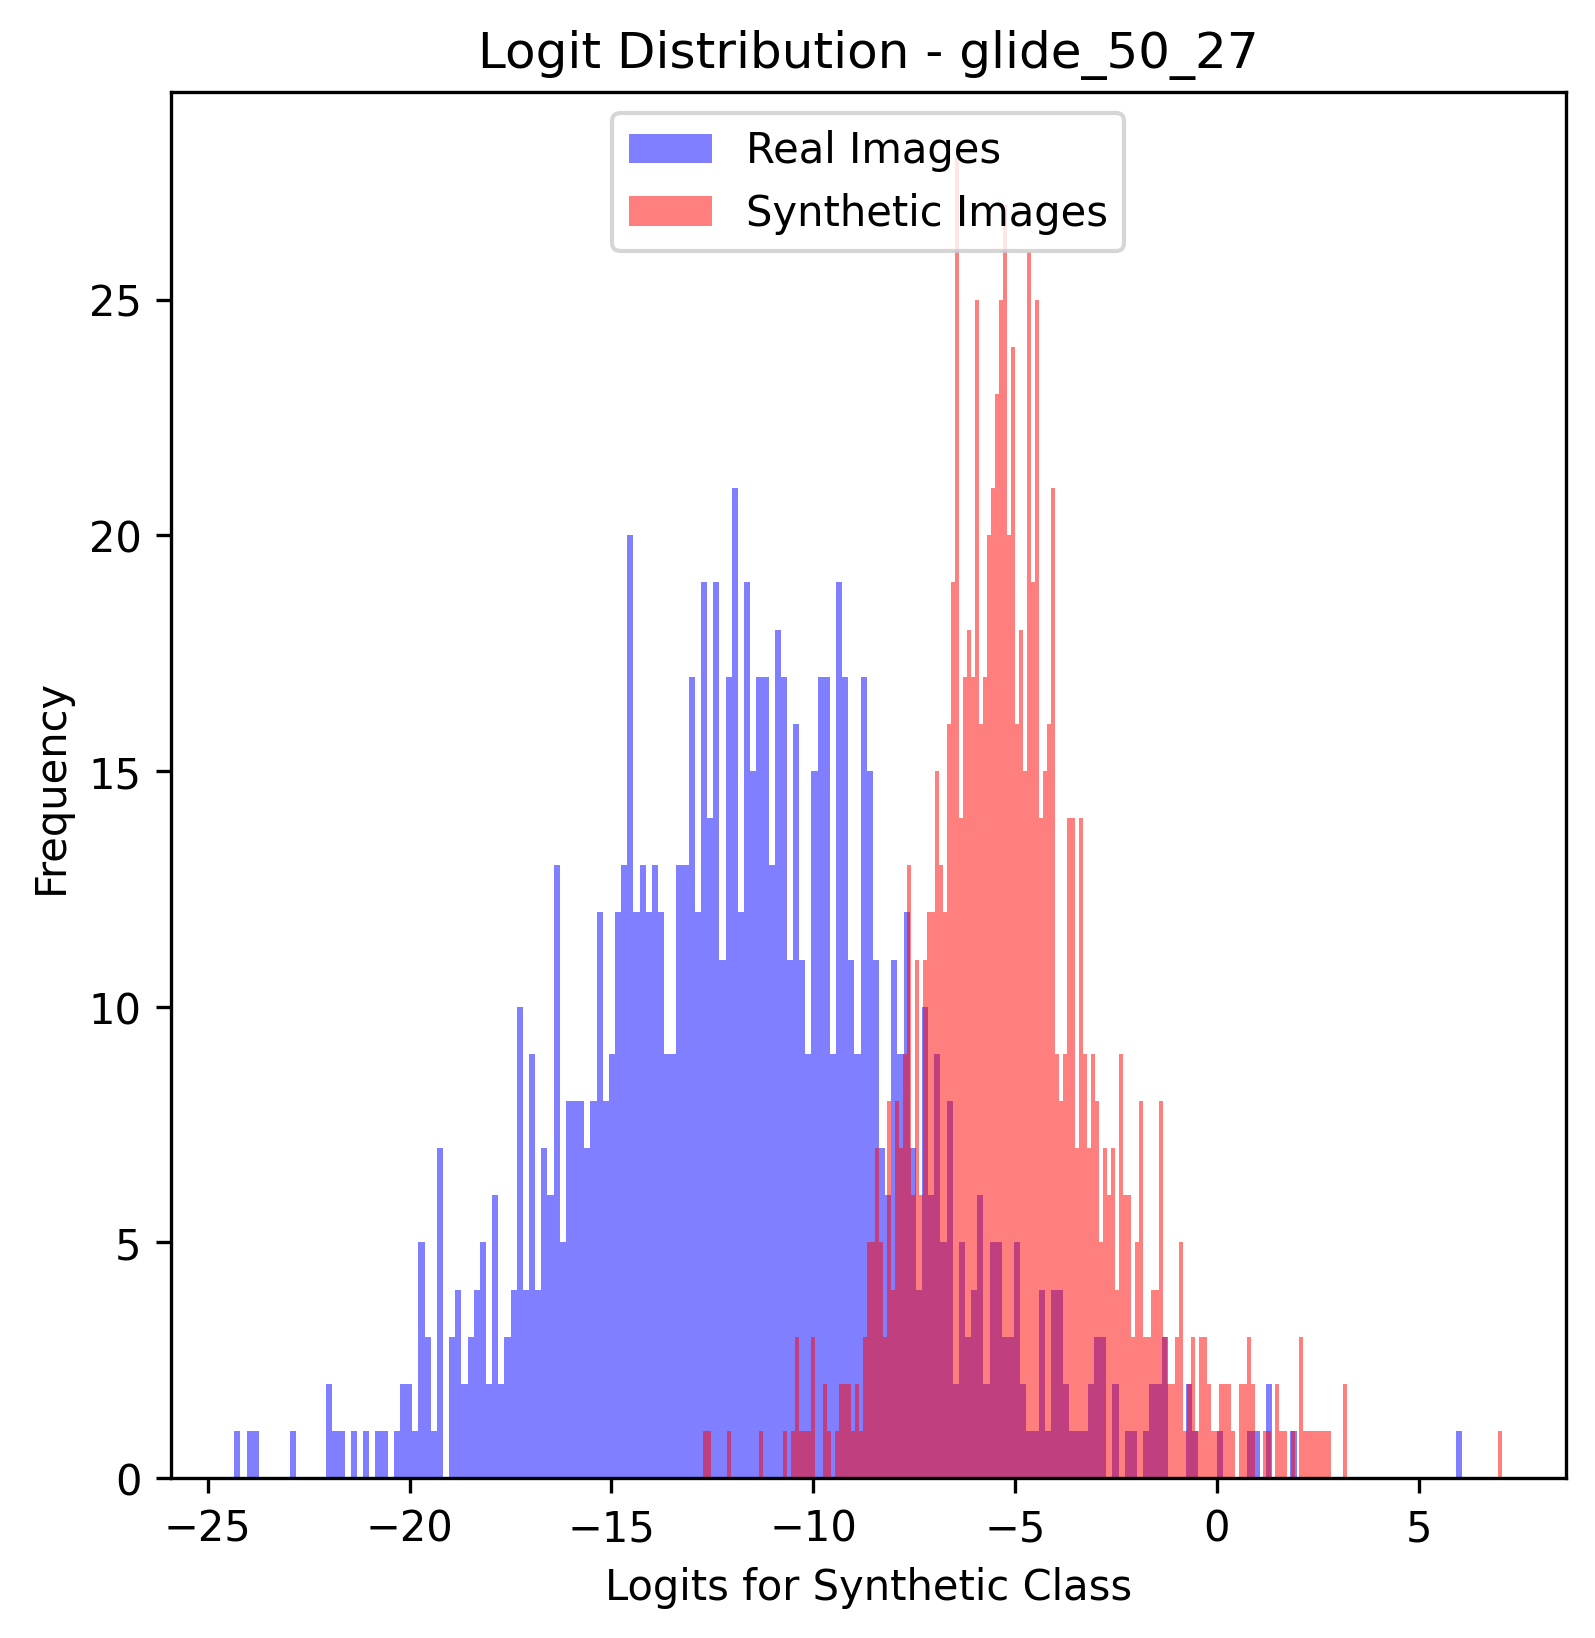 Logit Distribution - glide_50_27
Real Images
Synthetic Images
Frequency
25
20
15
10
5
0
−25 −20 −15 −10 −5 0 5
Logits for Synthetic Class